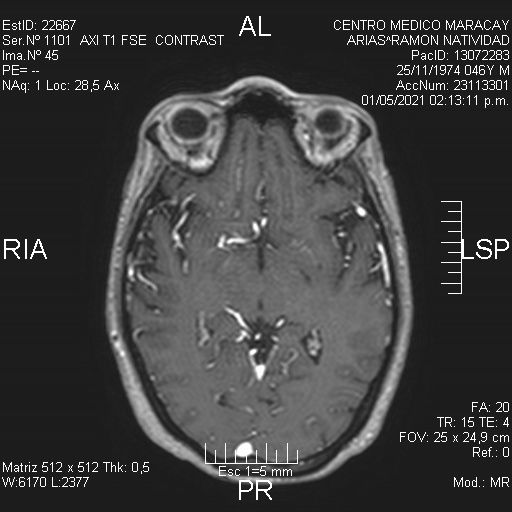 EstID: 22667
Ser.Nº 1101 AXI T1 FSE CONTRAST
Ima.Nº 45
PE= --
NAq: 1 Loc: 28,5 Ax
AL
CENTRO MEDICO MARACAY
ARIAS^RAMON NATIVIDAD
PacID: 13072283
25/11/1974 046Y M
AccNum: 23113301
01/05/2021 02:13:11 p.m.
RIA
LSP
FA: 20
TR: 15 TE: 4
FOV: 25 x 24,9 cm
Ref.: 0
Mod.: MR
Matriz 512 x 512 Thk: 0,5
W:6170 L:2377
Esc 1=5 mm
PR